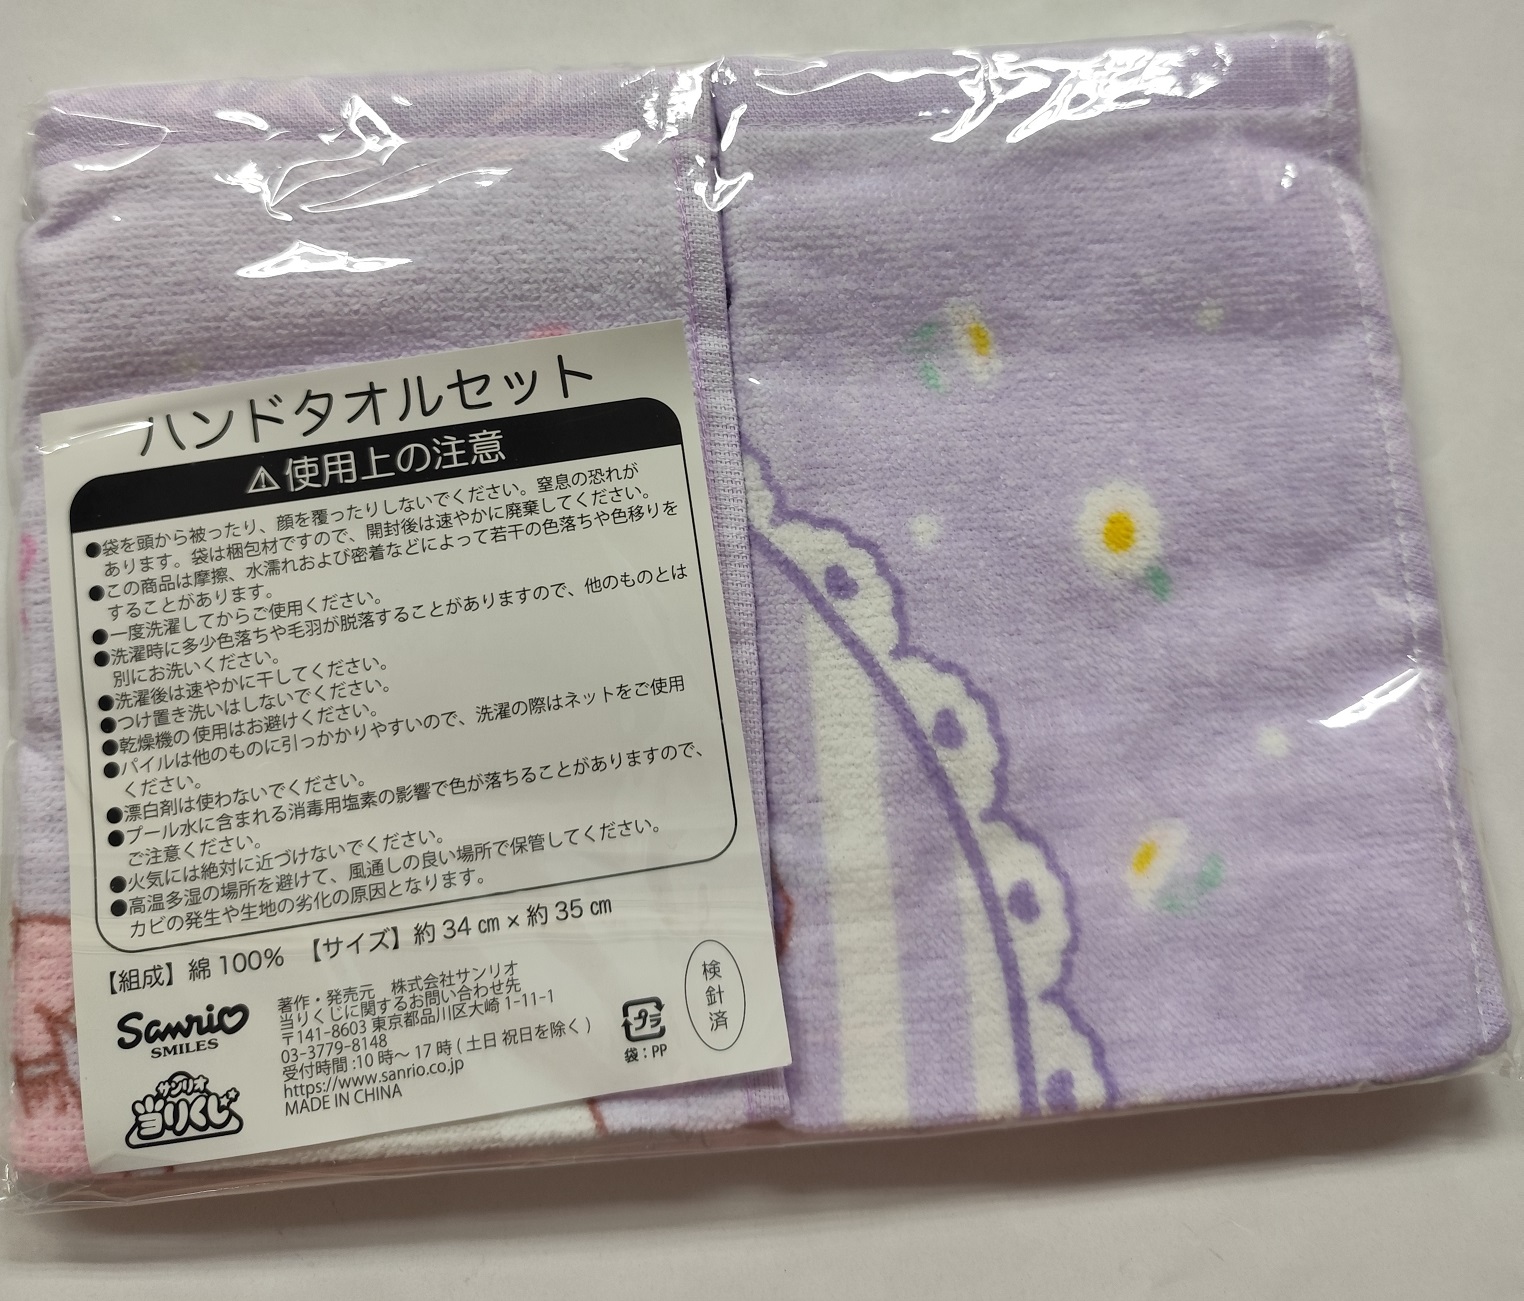 ハンドタオルセット
⚠使用上の注意
●袋を頭から被ったり、顔を覆ったりしないでください。窒息の恐れが
あります。袋は梱包材ですので、開封後は速やかに廃棄してください。
●この商品は摩擦、水濡れおよび密着などによって若干の色落ちや色移りを
することがあります。
●一度洗濯してからご使用ください。
●洗濯時に多少色落ちや毛羽が脱落することがありますので、他のものとは
別にお洗いください。
●洗濯後は速やかに干してください。
●つけ置き洗いはしないでください。
●乾燥機の使用はお避けください。
●パイルは他のものに引っかかりやすいので、洗濯の際はネットをご使用
ください。
●漂白剤は使わないでください。
●プール水に含まれる消毒用塩素の影響で色が落ちることがありますので、
ご注意ください。
●火気には絶対に近づけないでください。
●高温多湿の場所を避けて、風通しの良い場所で保管してください。
カビの発生や生地の劣化の原因となります。
【組成】綿 100% 【サイズ】約 34 ㎝ × 約 35 ㎝
Sanrio
SMILES
サンリオ
当りくじ
著作・発売元 株式会社サンリオ
当りくじに関するお問い合わせ先
〒141-8603 東京都品川区大崎 1-11-1
03-3779-8148
受付時間 :10 時〜 17 時 ( 土日 祝日を除く )
https://www.sanrio.co.jp
MADE IN CHINA
プラ
袋：PP
検針済